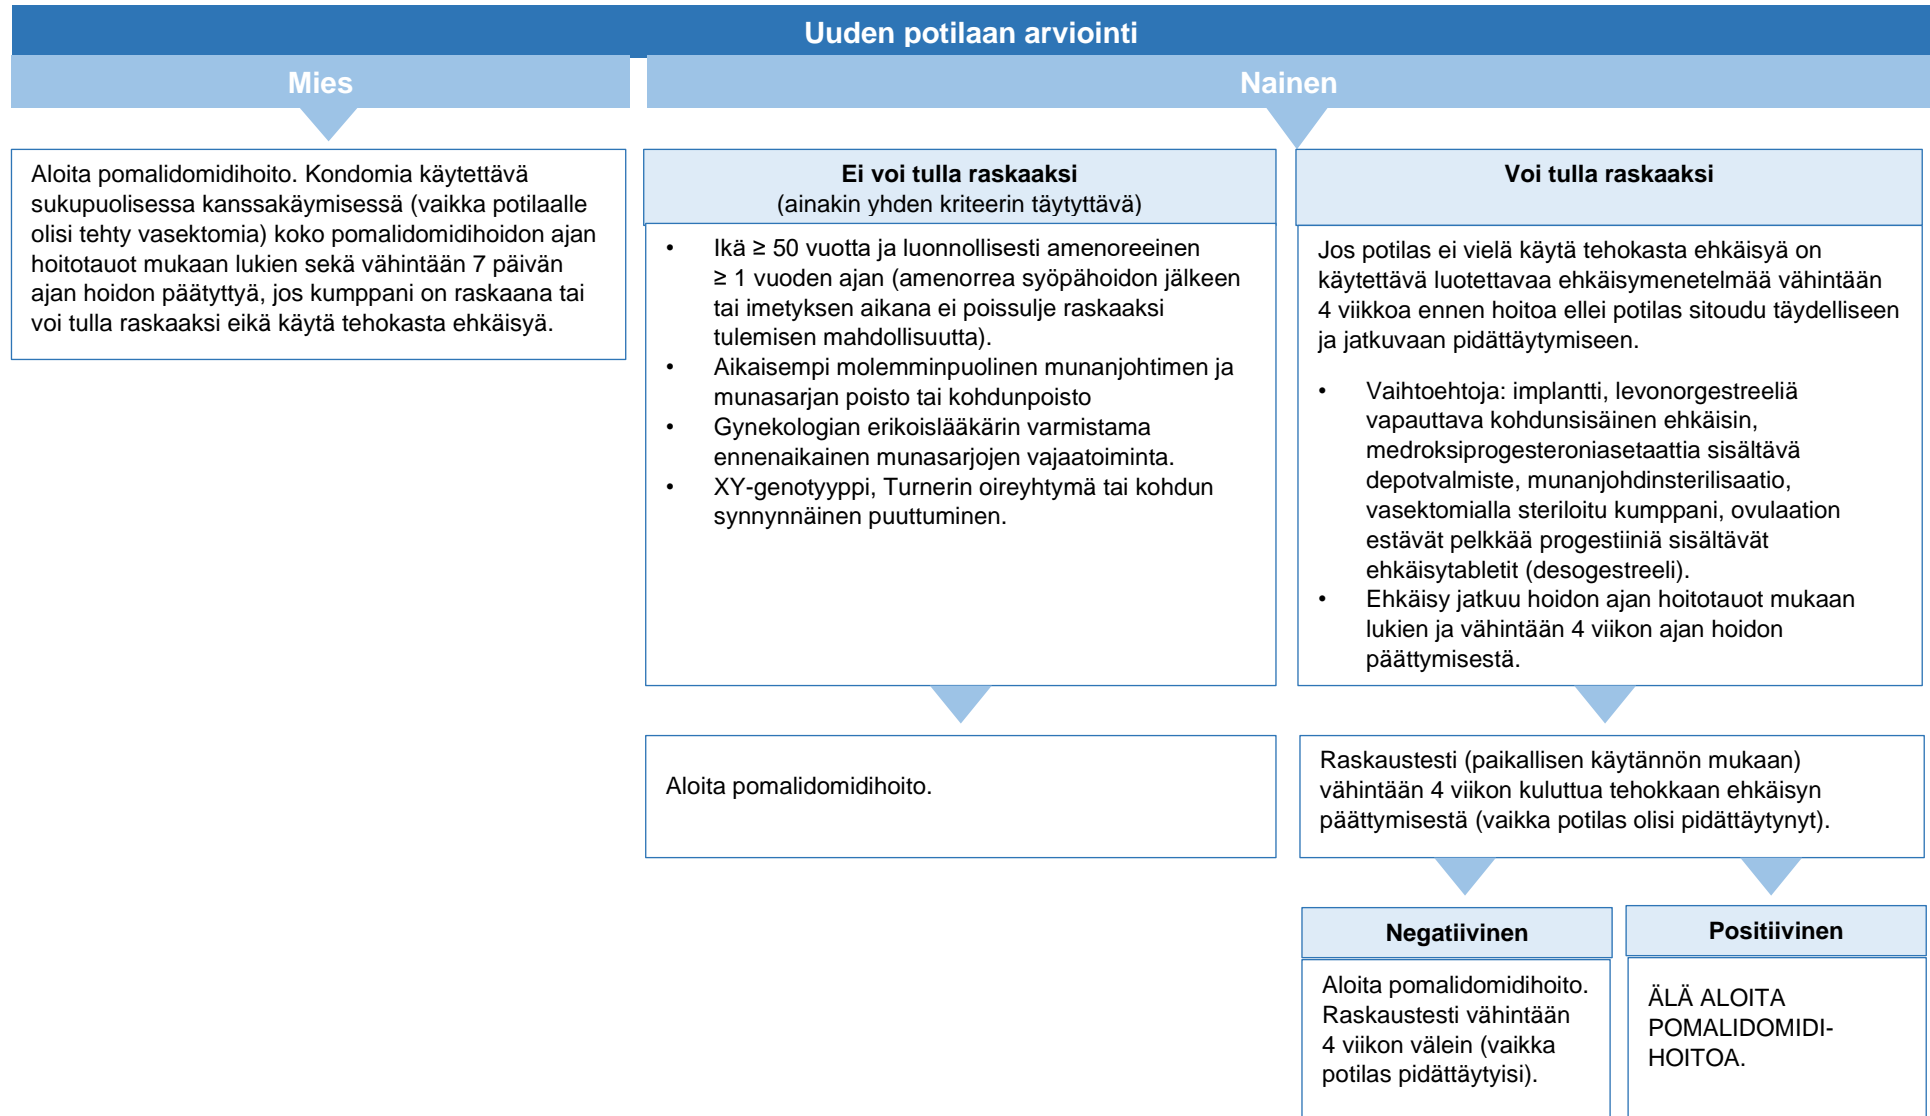 Uuden potilaan arviointi
Mies
Nainen
Aloita pomalidomidihoito. Kondomia käytettävä
sukupuolisessa kanssakäymisessä (vaikka potilaalle
olisi tehty vasektomia) koko pomalidomidihoidon ajan
hoitotauot mukaan lukien sekä vähintään 7 päivän
ajan hoidon päätyttyä, jos kumppani on raskaana tai
voi tulla raskaaksi eikä käytä tehokasta ehkäisyä.
Ei voi tulla raskaaksi
(ainakin yhden kriteerin täytyttävä)
• Ikä ≥ 50 vuotta ja luonnollisesti amenoreeinen
≥ 1 vuoden ajan (amenorrea syöpähoidon jälkeen
tai imetyksen aikana ei poissulje raskaaksi
tulemisen mahdollisuutta).
• Aikaisempi molemminpuolinen munanjohtimen ja
munasarjan poisto tai kohdunpoisto
• Gynekologian erikoislääkärin varmistama
ennenaikainen munasarjojen vajaatoiminta.
• XY-genotyyppi, Turnerin oireyhtymä tai kohdun
synnynnäinen puuttuminen.
Aloita pomalidomidihoito.
Voi tulla raskaaksi
Jos potilas ei vielä käytä tehokasta ehkäisyä on
käytettävä luotettavaa ehkäisymenetelmää vähintään
4 viikkoa ennen hoitoa ellei potilas sitoudu täydelliseen
ja jatkuvaan pidättäytymiseen.
• Vaihtoehtoja: implantti, levonorgestreeliä
vapauttava kohdunsisäinen ehkäisin,
medroksiprogesteroniasetaattia sisältävä
depotvalmiste, munanjohdinsterilisaatio,
vasektomialla steriloitu kumppani, ovulaation
estävät pelkkää progestiiniä sisältävät
ehkäisytabletit (desogestreeli).
• Ehkäisy jatkuu hoidon ajan hoitotauot mukaan
lukien ja vähintään 4 viikon ajan hoidon
päättymisestä.
Raskaustesti (paikallisen käytännön mukaan)
vähintään 4 viikon kuluttua tehokkaan ehkäisyn
päättymisestä (vaikka potilas olisi pidättäytynyt).
Negatiivinen
Aloita pomalidomidihoito.
Raskaustesti vähintään
4 viikon välein (vaikka
potilas pidättäytyisi).
Positiivinen
ÄLÄ ALOITA
POMALIDOMIDI-
HOITOA.